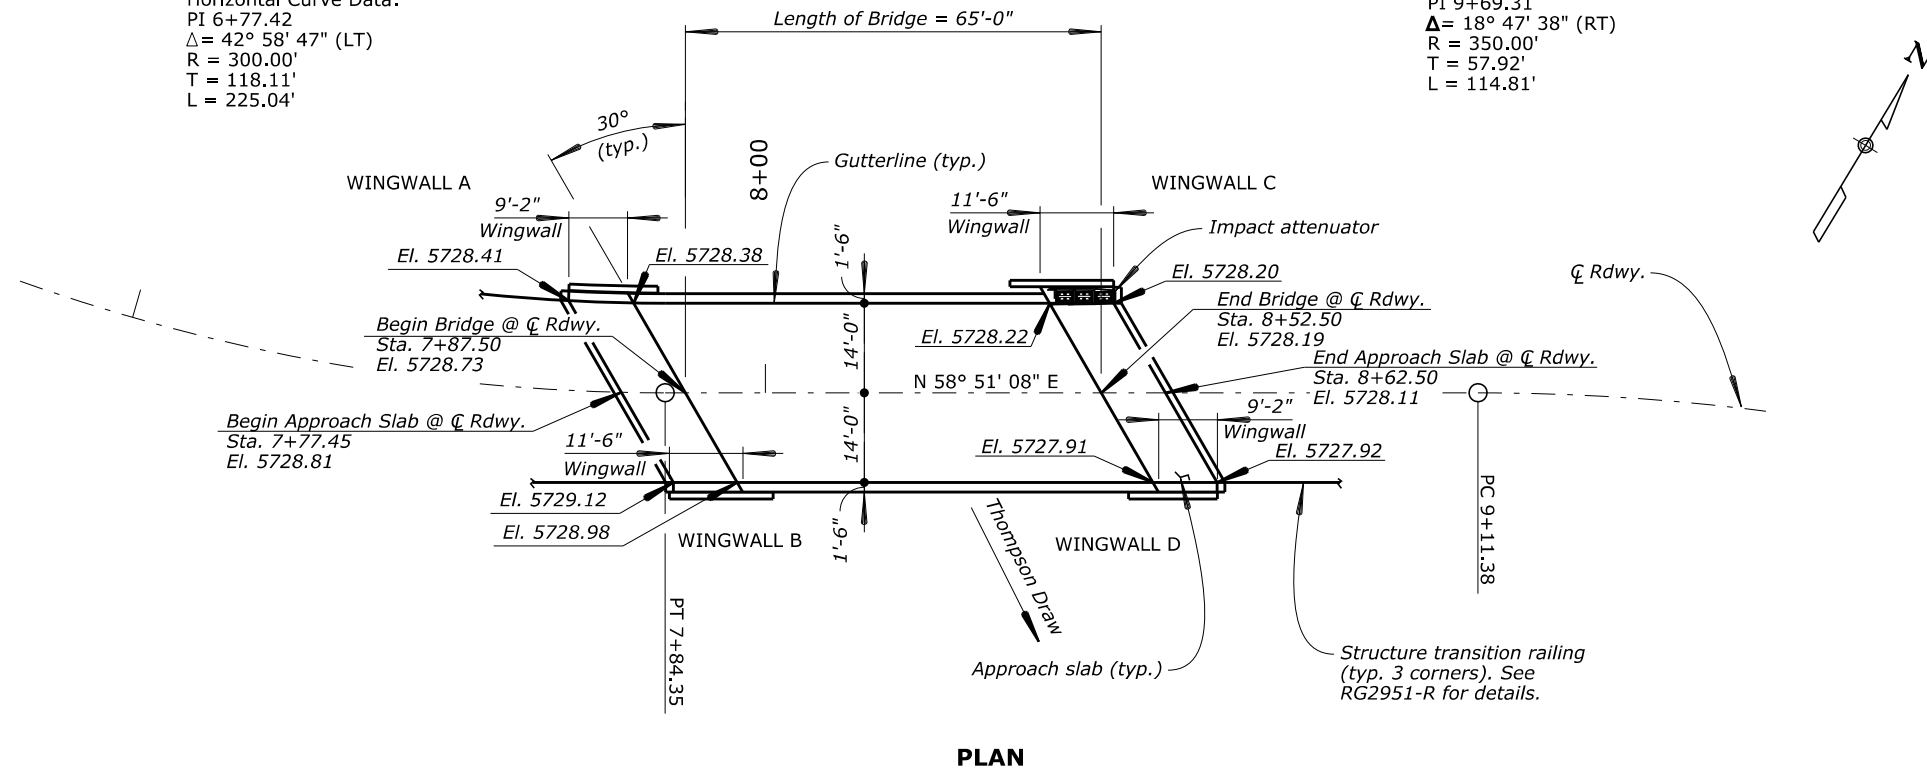 Horizontal Curve Data:
PI 6+77.42
Δ= 42° 58' 47" (LT)
R = 300.00'
T = 118.11'
L = 225.04'
Length of Bridge = 65'-0"
PI 9+69.31
Δ= 18° 47' 38" (RT)
R = 350.00'
T = 57.92'
L = 114.81'
N
30°
(typ.)
8+00
Gutterline (typ.)
WINGWALL A
9'-2"
Wingwall
El. 5728.41
El. 5728.38
1'-6"
11'-6"
Wingwall
WINGWALL C
Impact attenuator
El. 5728.20
End Bridge @ ℄ Rdwy.
Sta. 8+52.50
El. 5728.19
℄ Rdwy.
Begin Bridge @ ℄ Rdwy.
Sta. 7+87.50
El. 5728.73
14'-0"
El. 5728.22
N 58° 51' 08" E
End Approach Slab @ ℄ Rdwy.
Sta. 8+62.50
El. 5728.11
Begin Approach Slab @ ℄ Rdwy.
Sta. 7+77.45
El. 5728.81
11'-6"
Wingwall
14'-0"
El. 5727.91
9'-2"
Wingwall
El. 5727.92
El. 5729.12
El. 5728.98
WINGWALL B
1'-6"
Thompson Draw
WINGWALL D
PC 9+11.38
PT 7+84.35
Approach slab (typ.)
Structure transition railing
(typ. 3 corners). See
RG2951-R for details.
PLAN